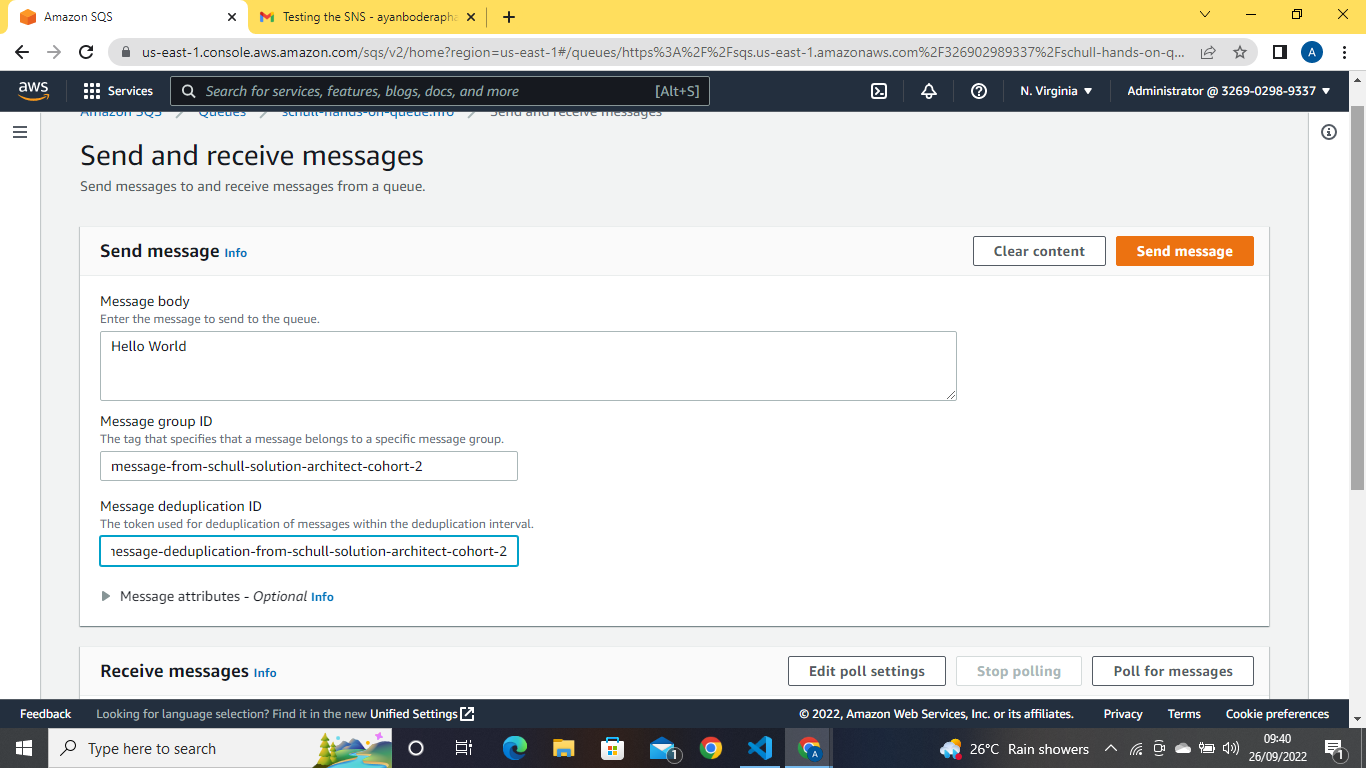 Amazon SQS
Testing the SNS - ayanboderapha
us-east-1.console.aws.amazon.com/sqs/v2/home?region=us-east-1#/queues/https%3A%2F%2Fsqs.us-east-1.amazonaws.com%2F326902989337%2Fschull-hands-on-q...
A
aws
Services
Search for services, features, blogs, docs, and more
[Alt+S]
N. Virginia
Administrator @ 3269-0298-9337
Amazon SQS
Queues
schull-hands-on-queue.fifo
Send and receive messages
Send and receive messages
Send messages to and receive messages from a queue.
Send message Info
Clear content
Send message
Message body
Enter the message to send to the queue.
Hello World
Message group ID
The tag that specifies that a message belongs to a specific message group.
message-from-schull-solution-architect-cohort-2
Message deduplication ID
The token used for deduplication of messages within the deduplication interval.
message-deduplication-from-schull-solution-architect-cohort-2
Message attributes - Optional Info
Receive messages Info
Edit poll settings
Stop polling
Poll for messages
Feedback
Looking for language selection? Find it in the new Unified Settings
© 2022, Amazon Web Services, Inc. or its affiliates.
Privacy
Terms
Cookie preferences
Type here to search
1
A
26°C Rain showers
09:40
26/09/2022
1